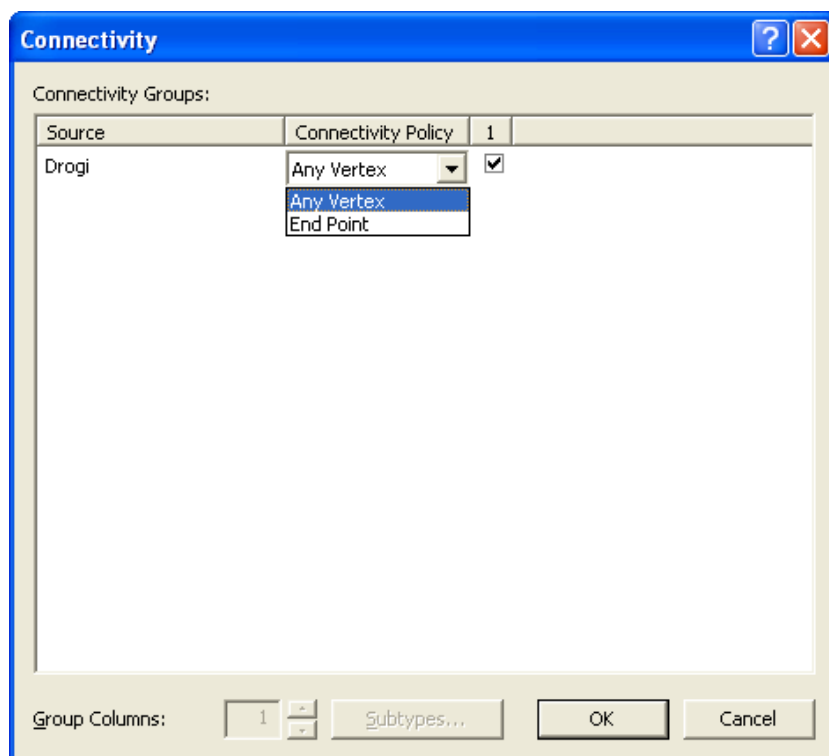 Connectivity
Connectivity Groups:
Source Connectivity Policy 1
Drogi Any Vertex
Any Vertex
End Point
Group Columns: 1 Subtypes... OK Cancel